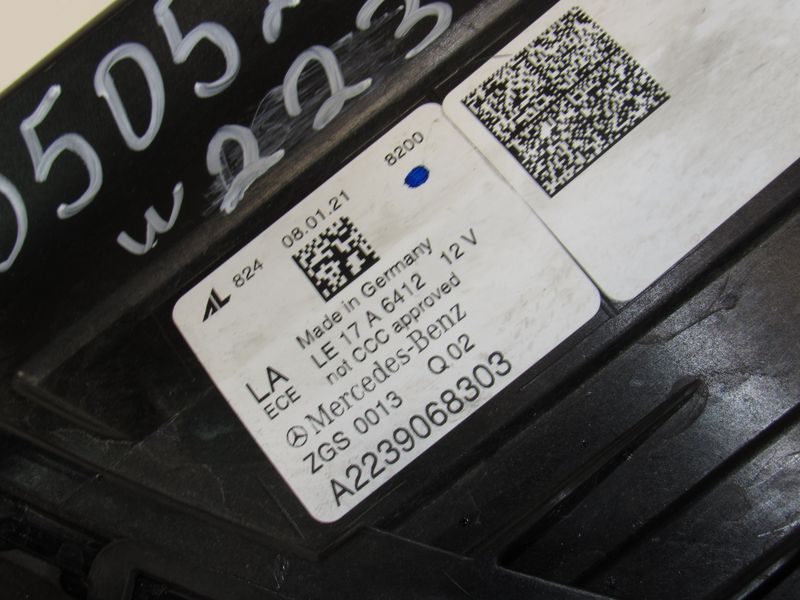 W223
AL 824 08.01.21 8200
Made in Germany
LA LE 17 A 6412 12 V
ECE not CCC approved
Mercedes-Benz
ZGS 0013 Q 02
A2239068303